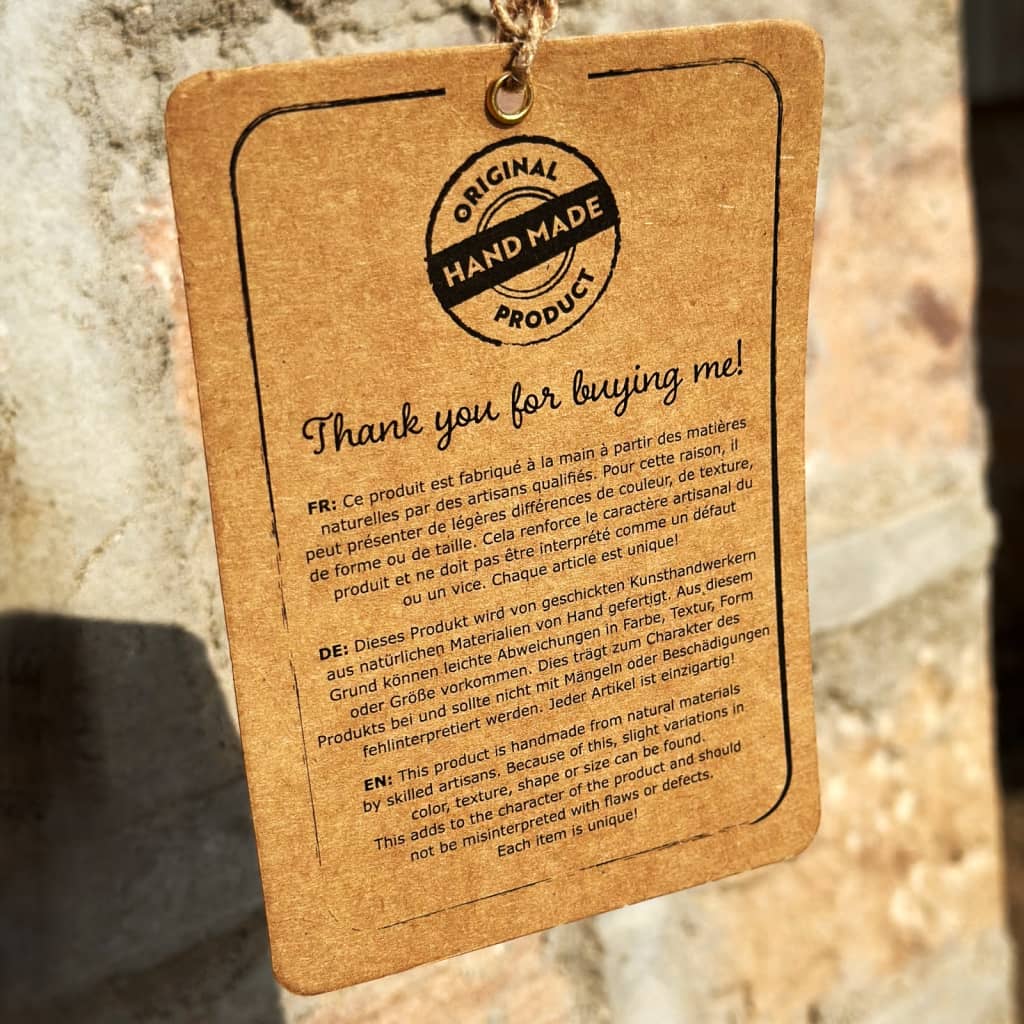 ORIGINAL
HAND MADE
PRODUCT
Thank you for buying me!
FR: Ce produit est fabriqué à la main à partir des matières
naturelles par des artisans qualifiés. Pour cette raison, il
peut présenter de légères différences de couleur, de texture,
de forme ou de taille. Cela renforce le caractère artisanal du
produit et ne doit pas être interprété comme un défaut
ou un vice. Chaque article est unique!
DE: Dieses Produkt wird von geschickten Kunsthandwerkern
aus natürlichen Materialien von Hand gefertigt. Aus diesem
Grund können leichte Abweichungen in Farbe, Textur, Form
oder Größe vorkommen. Dies trägt zum Charakter des
Produkts bei und sollte nicht mit Mängeln oder Beschädigungen
fehlinterpretiert werden. Jeder Artikel ist einzigartig!
EN: This product is handmade from natural materials
by skilled artisans. Because of this, slight variations in
color, texture, shape or size can be found.
This adds to the character of the product and should
not be misinterpreted with flaws or defects.
Each item is unique!